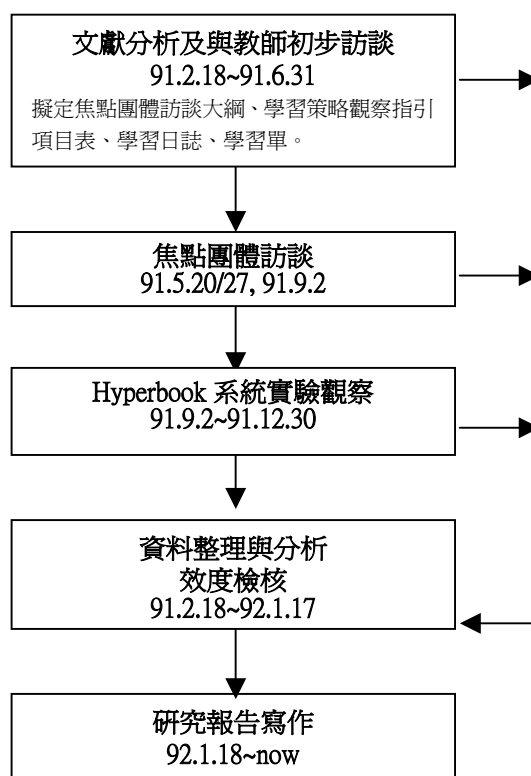 文獻分析及與教師初步訪談
91.2.18~91.6.31
擬定焦點團體訪談大綱、學習策略觀察指引
項目表、學習日誌、學習單。
焦點團體訪談
91.5.20/27, 91.9.2
Hyperbook 系統實驗觀察
91.9.2~91.12.30
資料整理與分析
效度檢核
91.2.18~92.1.17
研究報告寫作
92.1.18~now